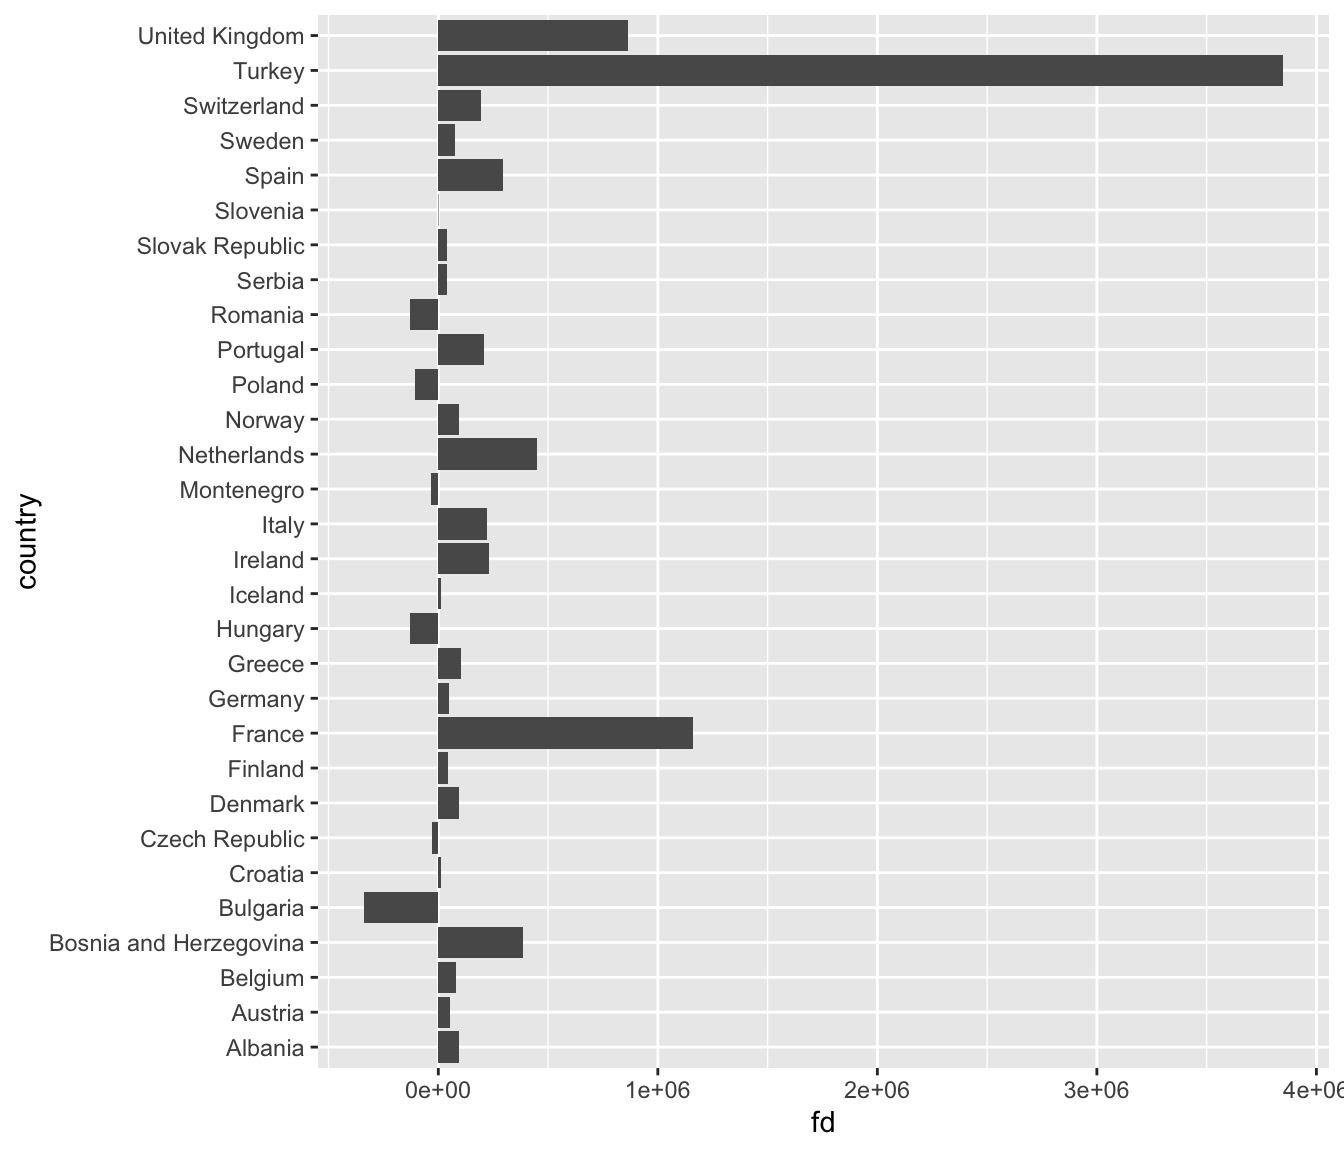 United Kingdom
Turkey
Switzerland
Sweden
Spain
Slovenia
Slovak Republic
Serbia
Romania
Portugal
Poland
Norway
Netherlands
Montenegro
Italy
Ireland
Iceland
Hungary
Greece
Germany
France
Finland
Denmark
Czech Republic
Croatia
Bulgaria
Bosnia and Herzegovina
Belgium
Austria
Albania
country
0e+00 1e+06 2e+06 3e+06 4e+06
fd